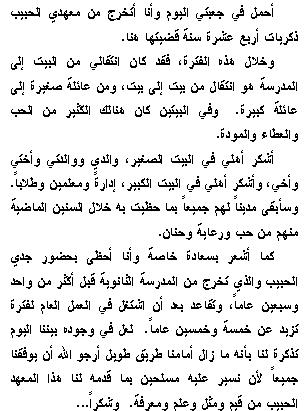 أحمل في جعبتي اليوم وأنا أتخرج من معهدي الحبيب
ذكريات أربع عشرة سنة قضيتها هنا.
وخلال هذه الفترة، فقد كان انتقالي من البيت إلى
المدرسة هو انتقال من بيت إلى بيت، ومن عائلة صغيرة إلى
عائلة كبيرة. وفي البيتين كان هنالك الكثير من الحب
والعطاء والمودة.
أشكر أهلي في البيت الصغير، والدي ووالدتي وأختي
وأخي، وأشكر أهلي في البيت الكبير، إدارةً ومعلمين وطلاباً.
وسأبقى مديناً لهم جميعاً بما حظيت به خلال السنين الماضية
منهم من حب ورعاية وحنان.
كما أشعر بسعادة خاصة وأنا أحظى بحضور جدي
الحبيب والذي تخرج من المدرسة الثانوية قبل أكثر من واحد
وسبعين عاماً، وتقاعد بعد أن اشتغل في العمل العام لفترة
تزيد عن خمسة وخمسين عاماً. لعل في وجوده بيننا اليوم
تذكرة لنا بأنه ما زال أمامنا طريق طويل أرجو الله أن يوفقنا
جميعاً لأن نسير عليه مسلحين بما قدمه لنا هذا المعهد
الحبيب من قيم ومثل وعلم ومعرفة. وشكراً...